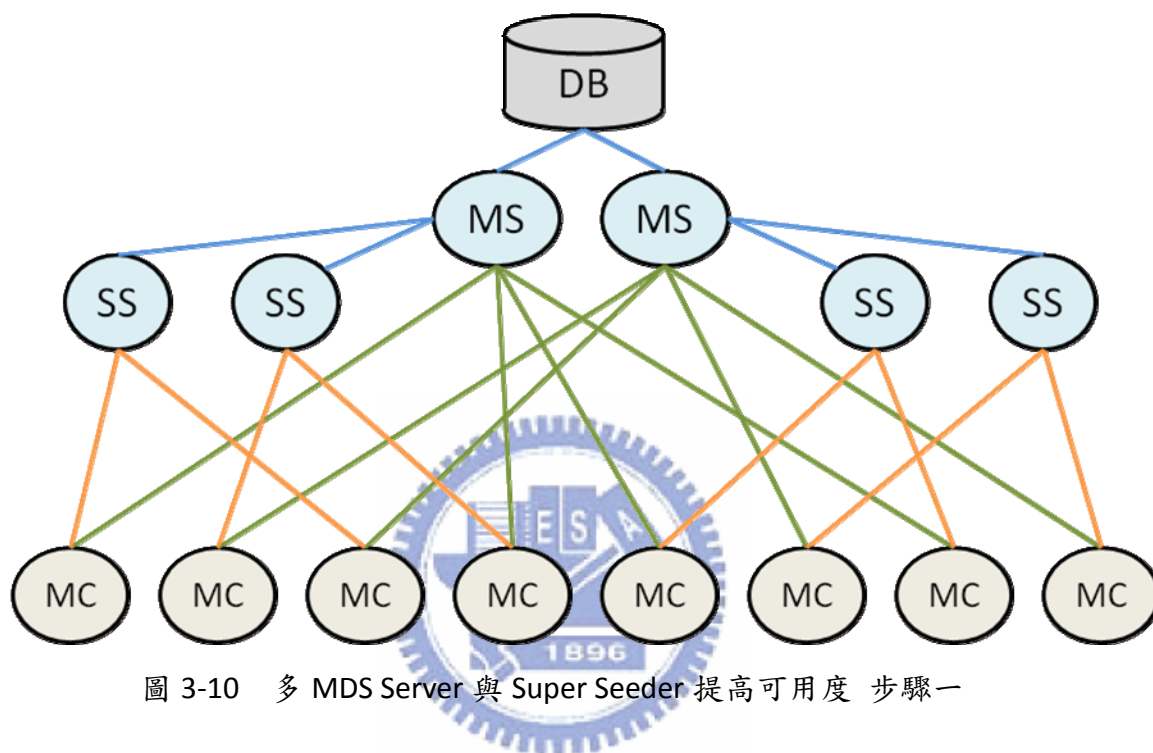 DB
MS MS
SS SS SS SS
MC MC MC MC MC MC MC MC
E S A
1896
圖 3-10 多 MDS Server 與 Super Seeder 提高可用度 步驟一